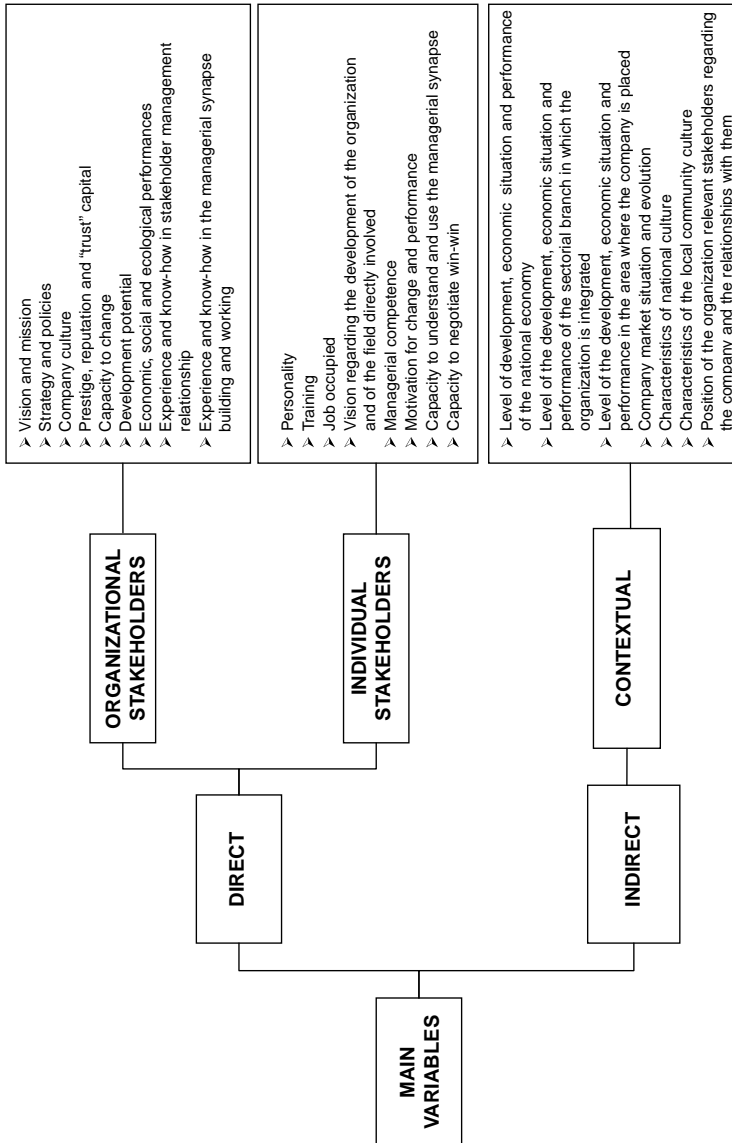 MAIN
VARIABLES
DIRECT
INDIRECT
ORGANIZATIONAL
STAKEHOLDERS
INDIVIDUAL
STAKEHOLDERS
CONTEXTUAL
➢ Vision and mission
➢ Strategy and policies
➢ Company culture
➢ Prestige, reputation and “trust” capital
➢ Capacity to change
➢ Development potential
➢ Economic, social and ecological performances
➢ Experience and know-how in stakeholder management
relationship
➢ Experience and know-how in the managerial synapse
building and working
➢ Personality
➢ Training
➢ Job occupied
➢ Vision regarding the development of the organization
and of the field directly involved
➢ Managerial competence
➢ Motivation for change and performance
➢ Capacity to understand and use the managerial synapse
➢ Capacity to negotiate win-win
➢ Level of development, economic situation and performance
of the national economy
➢ Level of the development, economic situation and
performance of the sectorial branch in which the
organization is integrated
➢ Level of the development, economic situation and
performance in the area where the company is placed
➢ Company market situation and evolution
➢ Characteristics of national culture
➢ Characteristics of the local community culture
➢ Position of the organization relevant stakeholders regarding
the company and the relationships with them